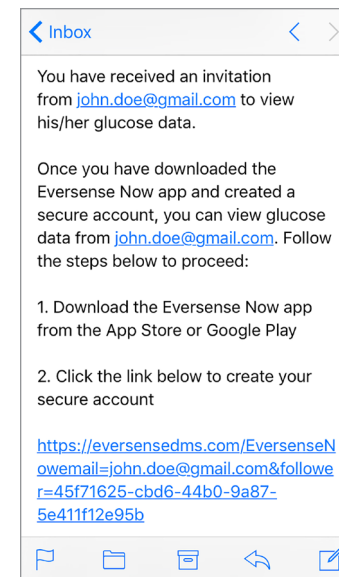 Inbox
You have received an invitation
from john.doe@gmail.com to view
his/her glucose data.
Once you have downloaded the
Eversense Now app and created a
secure account, you can view glucose
data from john.doe@gmail.com. Follow
the steps below to proceed:
1. Download the Eversense Now app
from the App Store or Google Play
2. Click the link below to create your
secure account
https://eversensedms.com/EversenseN
owemail=john.doe@gmail.com&followe
r=45f71625-cbd6-44b0-9a87-
5e411f12e95b